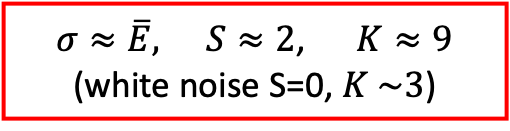 σ ≈ Ē, S ≈ 2, K ≈ 9
(white noise S=0, K ~3)